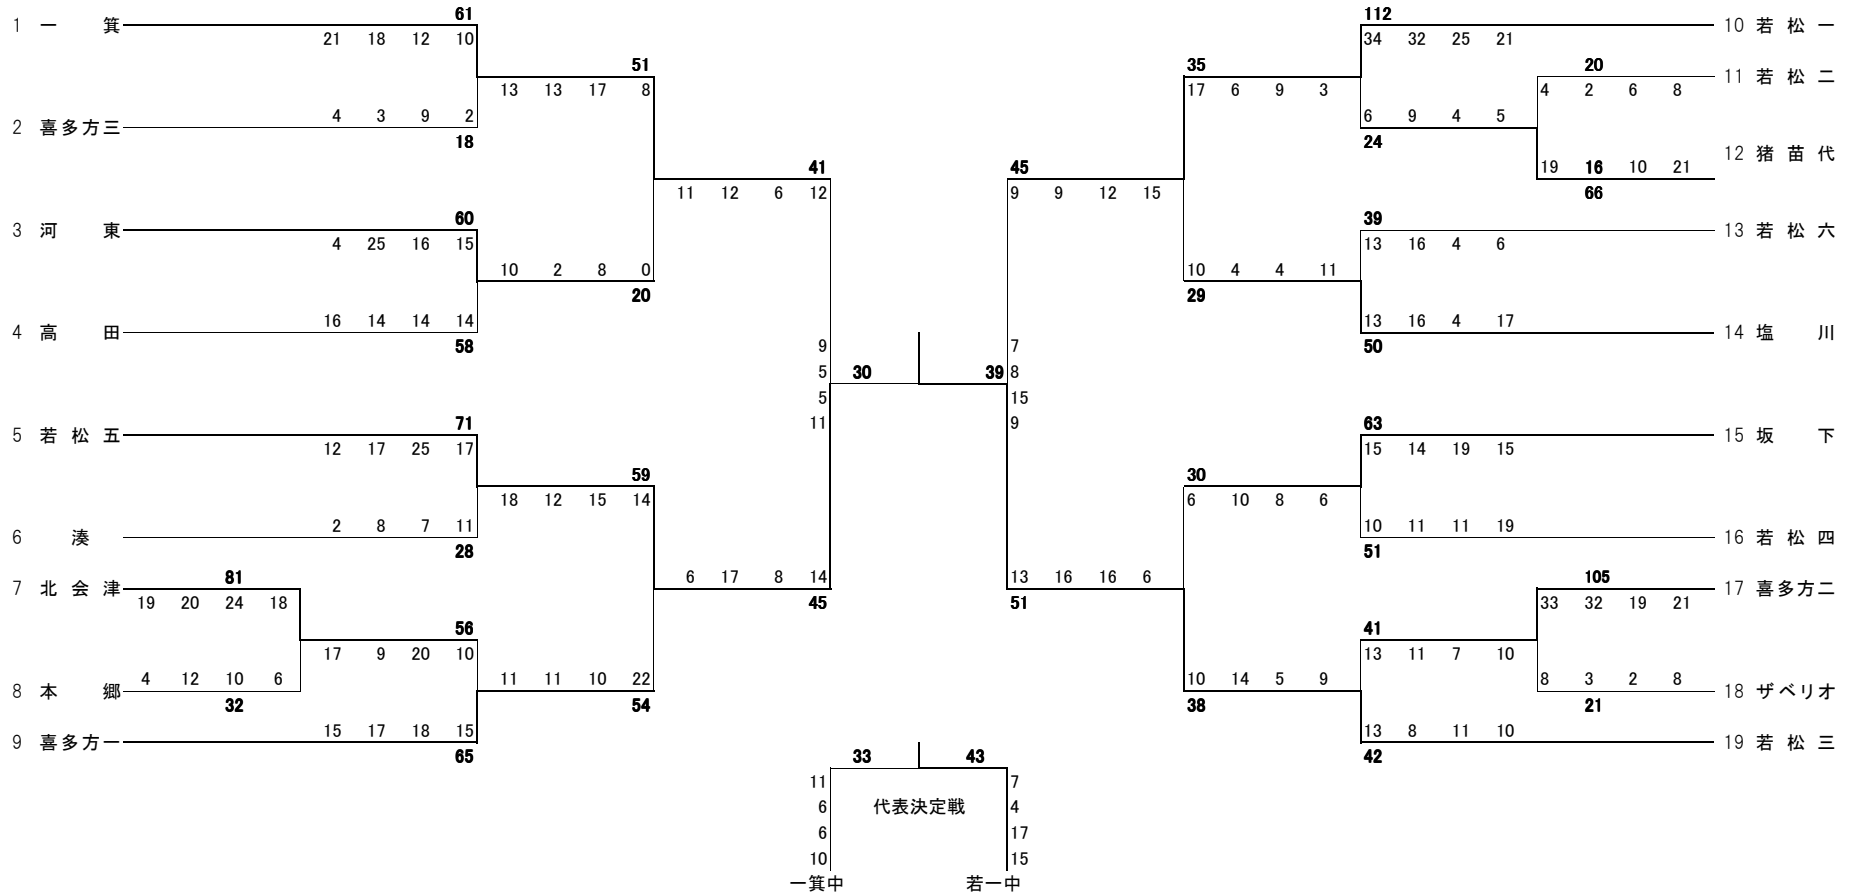 61 112
1 一 箕 10 若 松 一
21 18 12 10 34 32 25 21
51 35 20
11 若 松 二
13 13 17 8 17 6 9 3 4 2 6 8
4 3 9 2 6 9 4 5
2 喜多方三
18 24
12 猪 苗 代
41 45 19 16 10 21
11 12 6 12 9 9 12 15 66
60 39
3 河 東 13 若 松 六
4 25 16 15 13 16 4 6
10 2 8 0 10 4 4 11
20 29
16 14 14 14 13 16 4 17
4 高 田 14 塩 川
58 9 7 50
5 30 39 8
5 15
11 9
71 63
5 若 松 五 15 坂 下
12 17 25 17 15 14 19 15
59 30
18 12 15 14 6 10 8 6
2 8 7 11 10 11 11 19
6 湊 16 若 松 四
28 51
81 6 17 8 14 13 16 16 6 105
7 北 会 津 17 喜多方二
19 20 24 18 45 51 33 32 19 21
56 41
17 9 20 10 13 11 7 10
4 12 10 6 11 11 10 22 10 14 5 9 8 3 2 8
8 本 郷 18 ザベリオ
32 54 38 21
15 17 18 15 13 8 11 10
9 喜多方一 19 若 松 三
65 33 43 42
11 7
6 代表決定戦 4
6 17
10 15
一箕中 若一中